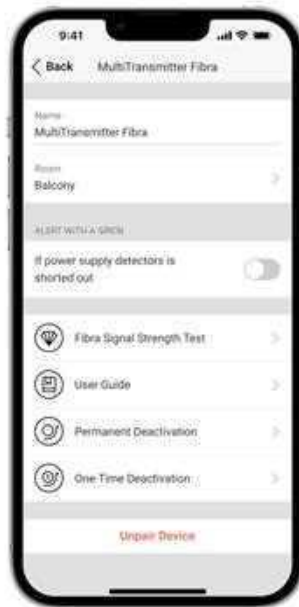 9:41
Back MultiTransmitter Fibra
Name
MultiTransmitter Fibra
Room
Balcony
ALERT WITH A SIREN
If power supply detectors is
shorted out
Fibra Signal Strength Test
User Guide
Permanent Deactivation
One Time Deactivation
Unpair Device